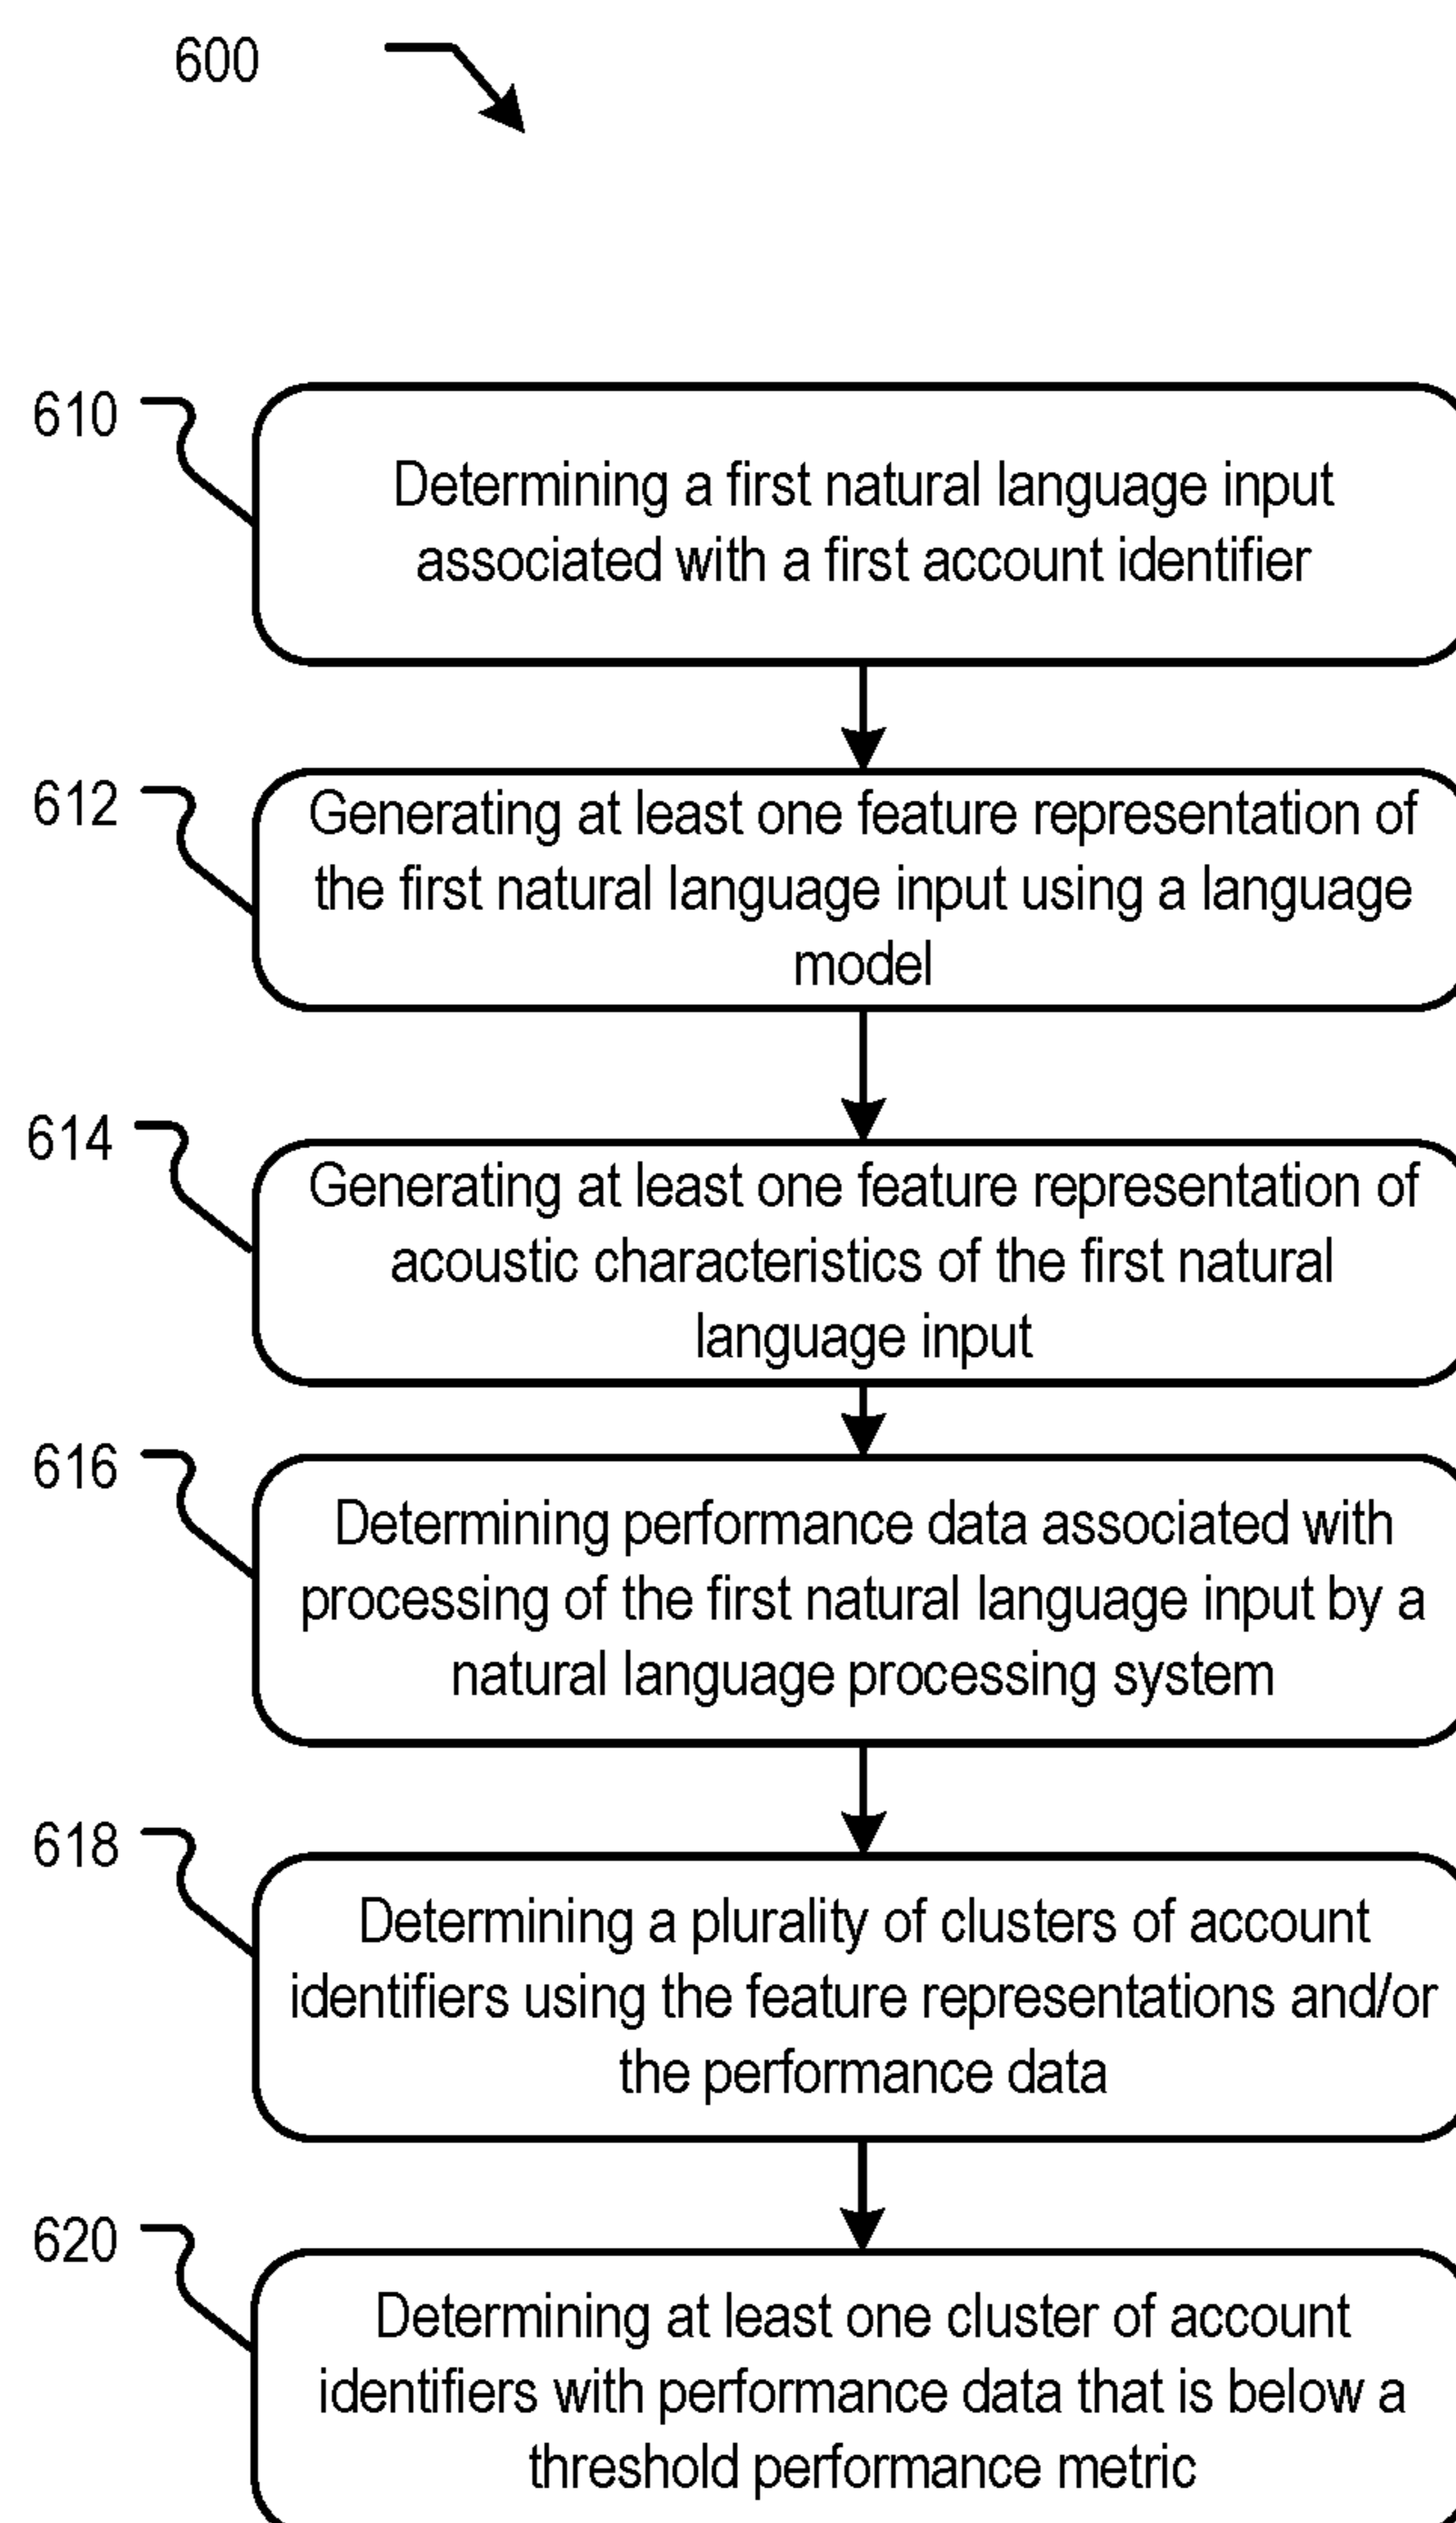 600
610
Determining a first natural language input
associated with a first account identifier
612
Generating at least one feature representation of
the first natural language input using a language
model
614
Generating at least one feature representation of
acoustic characteristics of the first natural
language input
616
Determining performance data associated with
processing of the first natural language input by a
natural language processing system
618
Determining a plurality of clusters of account
identifiers using the feature representations and/or
the performance data
620
Determining at least one cluster of account
identifiers with performance data that is below a
threshold performance metric